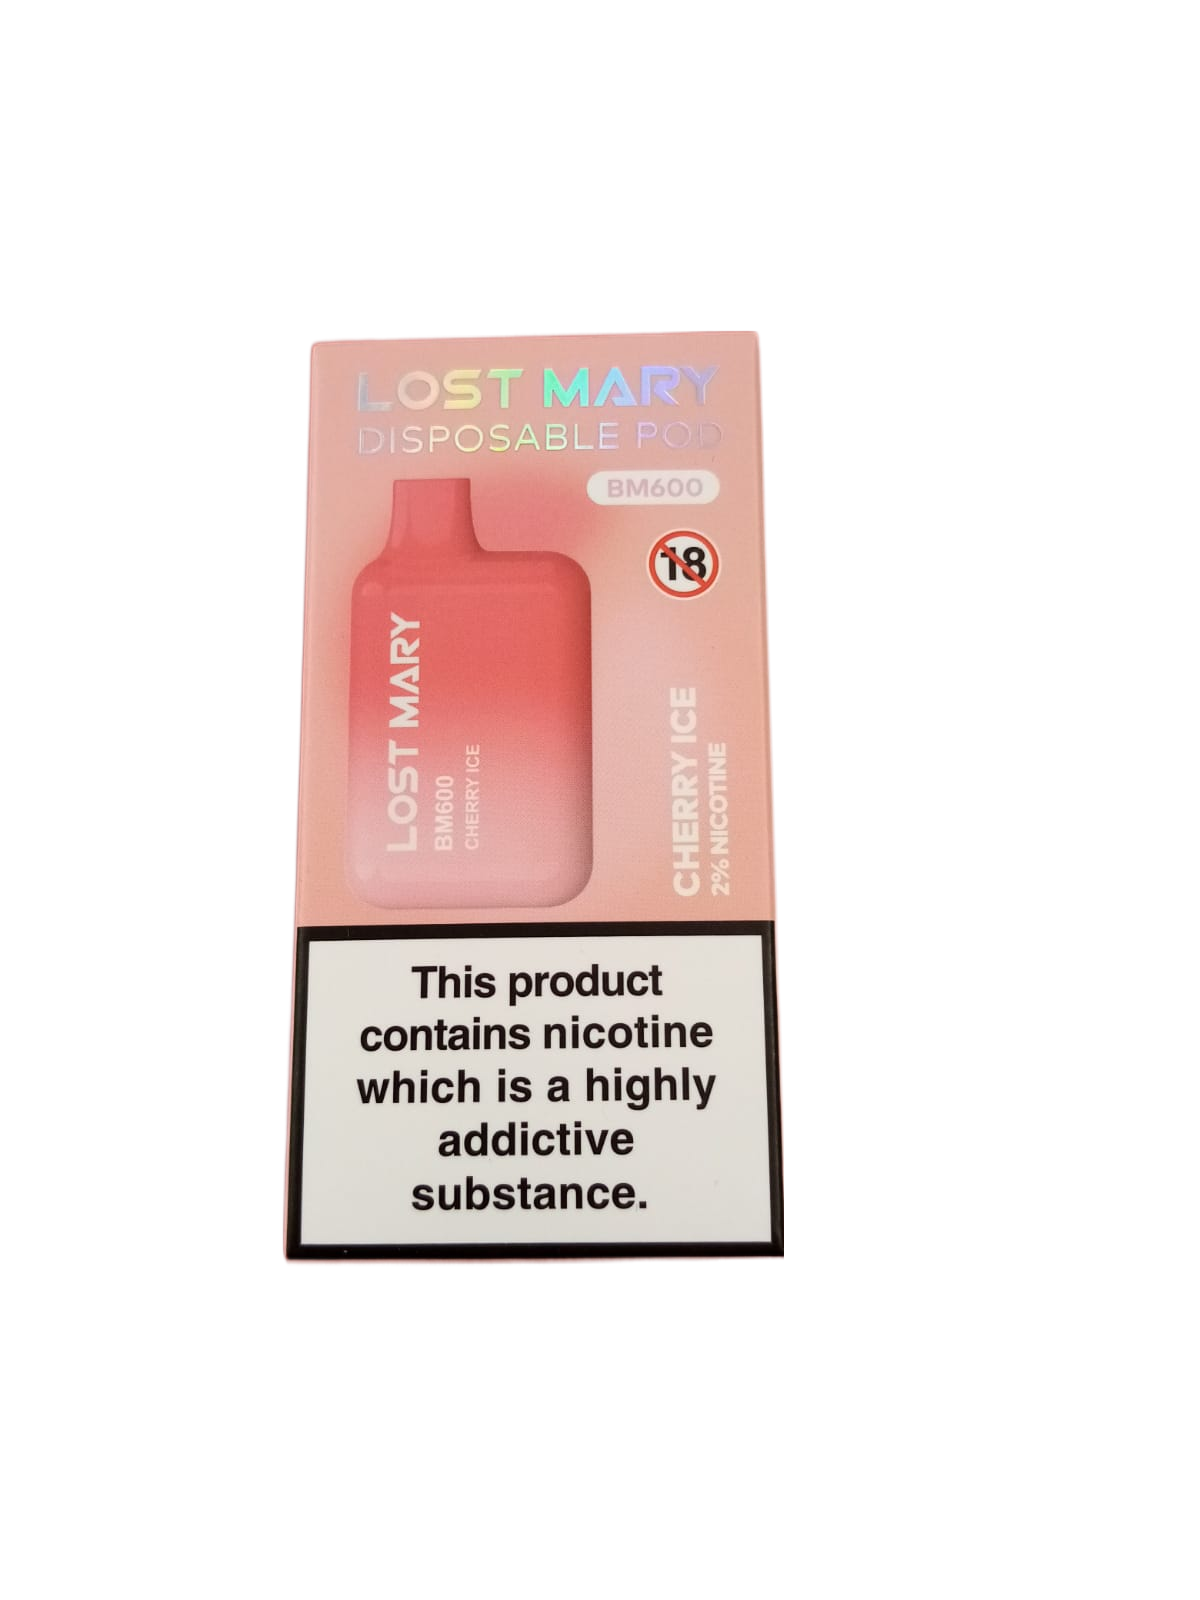 LOST MARY
DISPOSABLE POD
BM600
18
LOST MARY
BM600
CHERRY ICE
CHERRY ICE
2% NICOTINE
This product
contains nicotine
which is a highly
addictive
substance.